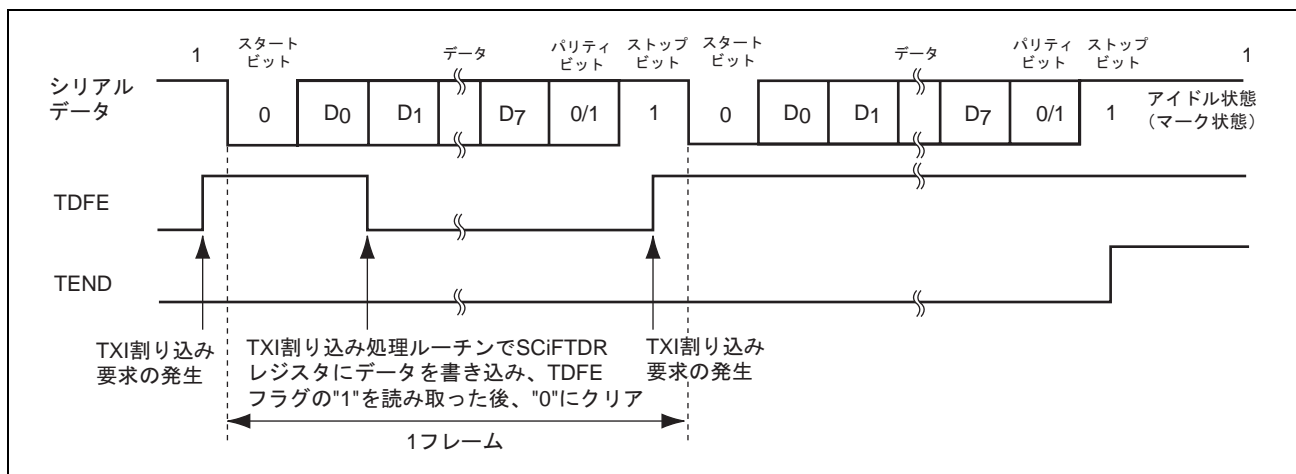 1 スタート
ビット データ パリティ
ビット ストップ
ビット スタート
ビット データ パリティ
ビット ストップ
ビット 1
シリアル
データ
0 D0 D1 D7 0/1 1 0 D0 D1 D7 0/1 1 アイドル状態
(マーク状態)
TDFE
TEND
TXI割り込み
要求の発生
TXI割り込み処理ルーチンでSCiFTDR
レジスタにデータを書き込み、TDFE
フラグの"1"を読み取った後、"0"にクリア
TXI割り込み
要求の発生
1フレーム